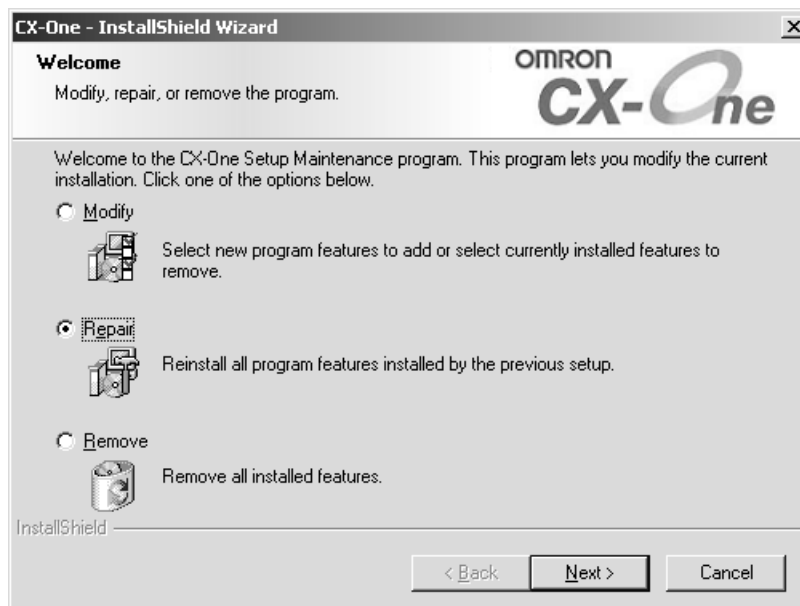 CX-One - InstallShield Wizard
Welcome
Modify, repair, or remove the program.
OMRON
CX-One
Welcome to the CX-One Setup Maintenance program. This program lets you modify the current
installation. Click one of the options below.
Modify
Select new program features to add or select currently installed features to
remove.
Repair
Reinstall all program features installed by the previous setup.
Remove
Remove all installed features.
InstallShield
< Back
Next >
Cancel